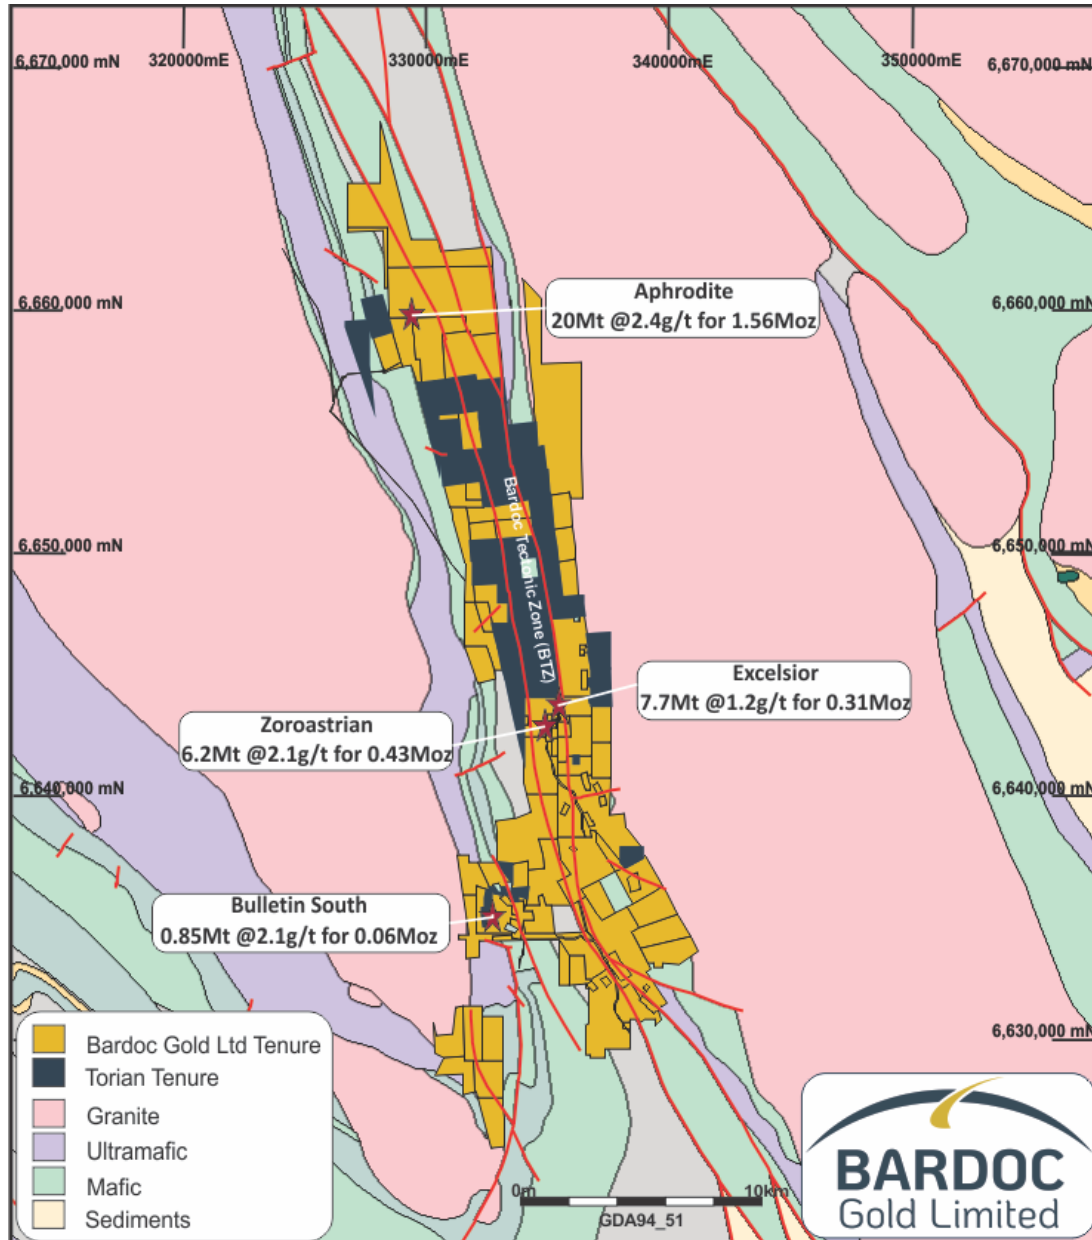 320000mE
330000mE
340000mE
350000mE
6,670,000 mN
6,670,000 mN
Aphrodite
20Mt @2.4g/t for 1.56Moz
6,660,000 mN
6,660,000 mN
Bardoc Tectonic Zone (BTZ)
6,650,000 mN
6,650,000 mN
Excelsior
7.7Mt @1.2g/t for 0.31Moz
Zoroastrian
6.2Mt @2.1g/t for 0.43Moz
6,640,000 mN
6,640,000 mN
Bulletin South
0.85Mt @2.1g/t for 0.06Moz
6,630,000 mN
Bardoc Gold Ltd Tenure
Torian Tenure
Granite
Ultramafic
Mafic
Sediments
0m
10km
GDA94_51
BARDOC
Gold Limited